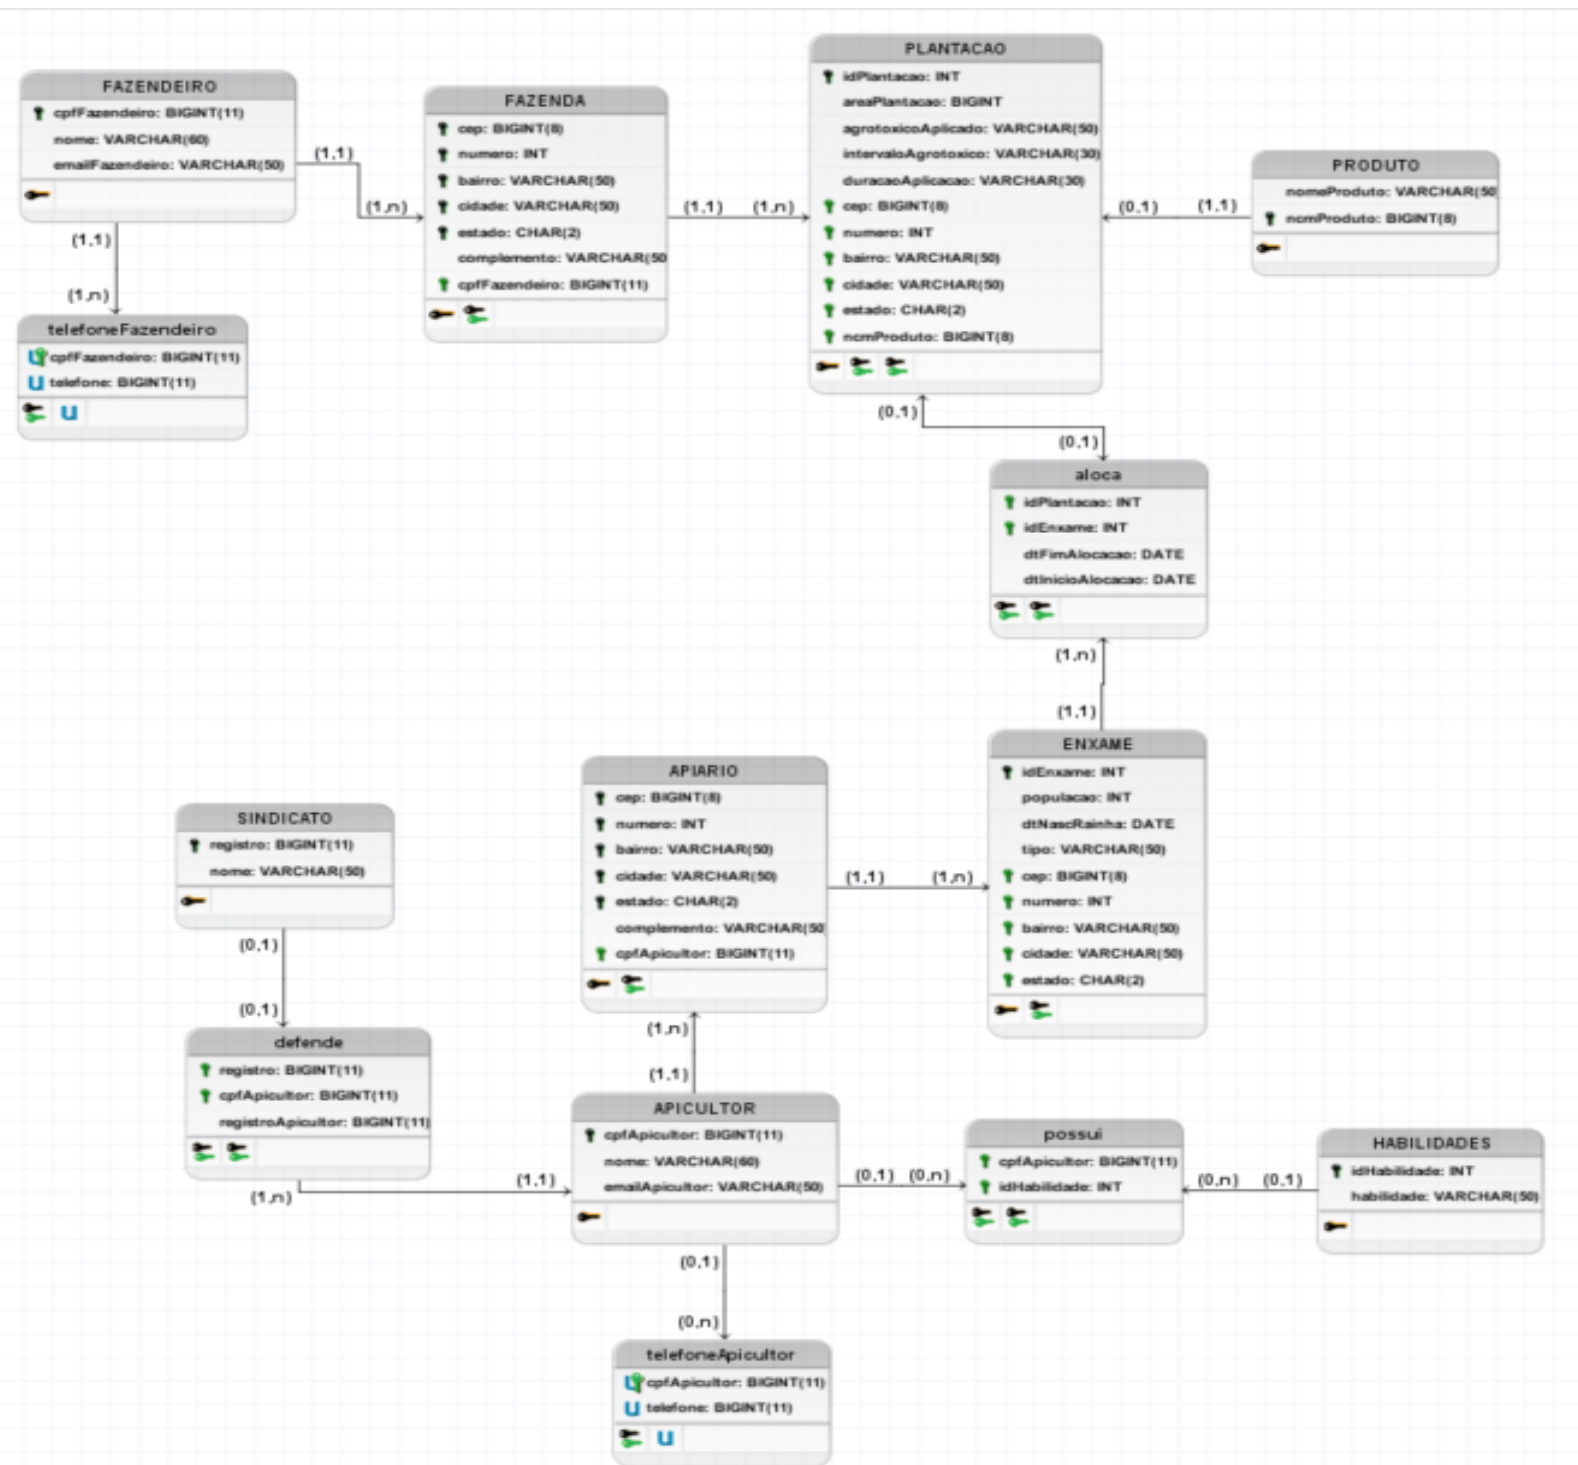 FAZENDEIRO
cpfFazendeiro: BIGINT(11)
nome: VARCHAR(60)
emailFazendeiro: VARCHAR(50)
(1,1)
(1,n)
(1,1)
(1,n)
telefoneFazendeiro
cpfFazendeiro: BIGINT(11)
U telefone: BIGINT(11)
U
FAZENDA
cep: BIGINT(8)
numero: INT
bairro: VARCHAR(50)
cidade: VARCHAR(50)
estado: CHAR(2)
complemento: VARCHAR(50
cpfFazendeiro: BIGINT(11)
(1,1)
(1,n)
PLANTACAO
idPlantacao: INT
areaPlantacao: BIGINT
agrotoxicoAplicado: VARCHAR(50)
intervaloAgrotoxico: VARCHAR(30)
duracaoAplicacao: VARCHAR(30)
cep: BIGINT(8)
numero: INT
bairro: VARCHAR(50)
cidade: VARCHAR(50)
estado: CHAR(2)
ncmProduto: BIGINT(8)
(0,1)
(1,1)
PRODUTO
nomeProduto: VARCHAR(50
ncmProduto: BIGINT(8)
(0,1)
(0,1)
aloca
idPlantacao: INT
idEnxame: INT
dtFimAlocacao: DATE
dtInicioAlocacao: DATE
(1,n)
(1,1)
ENXAME
idEnxame: INT
populacao: INT
dtNascRainha: DATE
tipo: VARCHAR(50)
cep: BIGINT(8)
numero: INT
bairro: VARCHAR(50)
cidade: VARCHAR(50)
estado: CHAR(2)
APIARIO
cep: BIGINT(8)
numero: INT
bairro: VARCHAR(50)
cidade: VARCHAR(50)
estado: CHAR(2)
complemento: VARCHAR(50
cpfApicultor: BIGINT(11)
(1,1)
(1,n)
(1,n)
(1,1)
SINDICATO
registro: BIGINT(11)
nome: VARCHAR(50)
(0,1)
(0,1)
defende
registro: BIGINT(11)
cpfApicultor: BIGINT(11)
registroApicultor: BIGINT(11)
(1,n)
(1,1)
APICULTOR
cpfApicultor: BIGINT(11)
nome: VARCHAR(60)
emailApicultor: VARCHAR(50)
(0,1)
(0,n)
possui
cpfApicultor: BIGINT(11)
idHabilidade: INT
(0,n)
(0,1)
HABILIDADES
idHabilidade: INT
habilidade: VARCHAR(50)
(0,1)
(0,n)
telefoneApicultor
cpfApicultor: BIGINT(11)
U telefone: BIGINT(11)
U